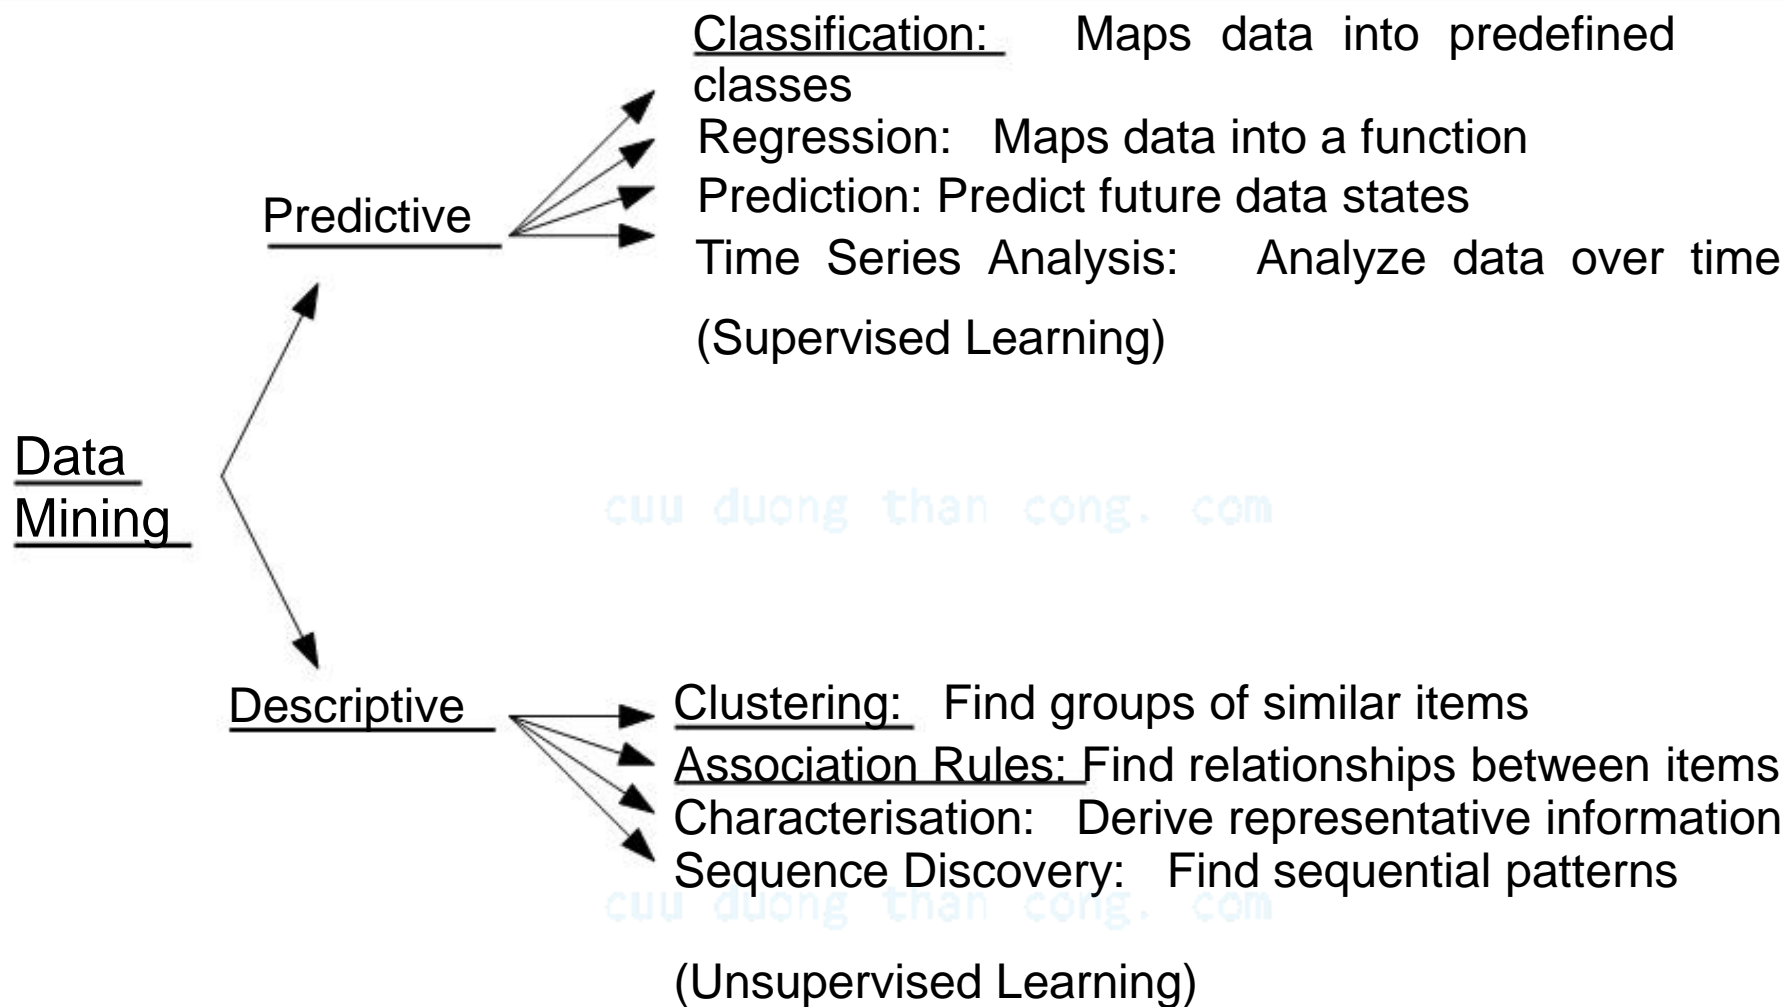 Classification: Maps data into predefined
classes
Regression: Maps data into a function
Prediction: Predict future data states
Predictive
Time Series Analysis: Analyze data over time
(Supervised Learning)
Data
Mining
cuu duong than cong. com
Descriptive
Clustering: Find groups of similar items
Association Rules: Find relationships between items
Characterisation: Derive representative information
Sequence Discovery: Find sequential patterns
cuu duong than cong. com
(Unsupervised Learning)